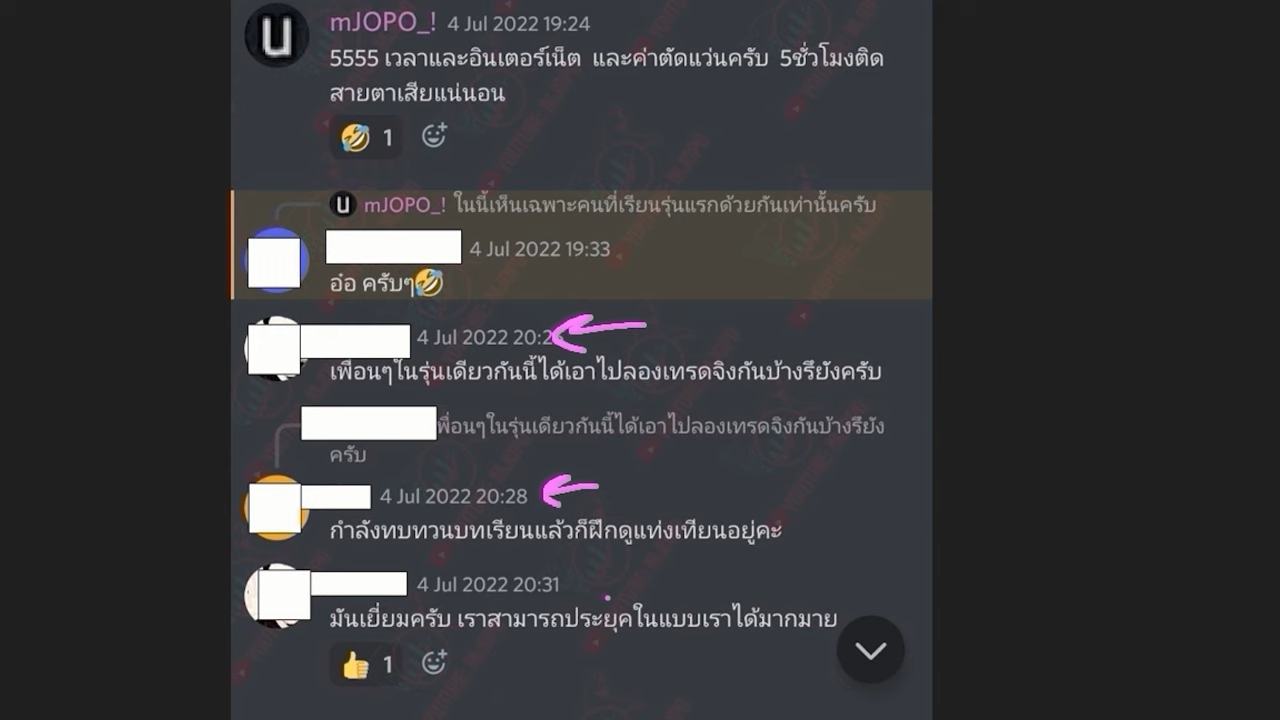 mJOPO_! 4 Jul 2022 19:24
5555 เวลาและอินเตอร์เน็ต และค่าตัดแว่นครับ 5ชั่วโมงติด
สายตาเสียแน่นอน
🤣 1
U mJOPO_! ในนี้เห็นเฉพาะคนที่เรียนรุ่นแรกด้วยกันเท่านั้นครับ
4 Jul 2022 19:33
อ๋อ ครับๆ🤣
4 Jul 2022
เพื่อนๆในรุ่นเดียวกันนี้ได้เอาไปลองเทรดจิงกันบ้างรึยังครับ
พื่อนๆในรุ่นเดียวกันนี้ได้เอาไปลองเทรดจิงกันบ้างรึยัง
ครับ
4 Jul 2022 20:28
กำลังทบทวนบทเรียนแล้วก็ฝึกดูแท่งเทียนอยู่คะ
4 Jul 2022 20:31
มันเยี่ยมครับ เราสามารถประยุคในแบบเราได้มากมาย
👍 1